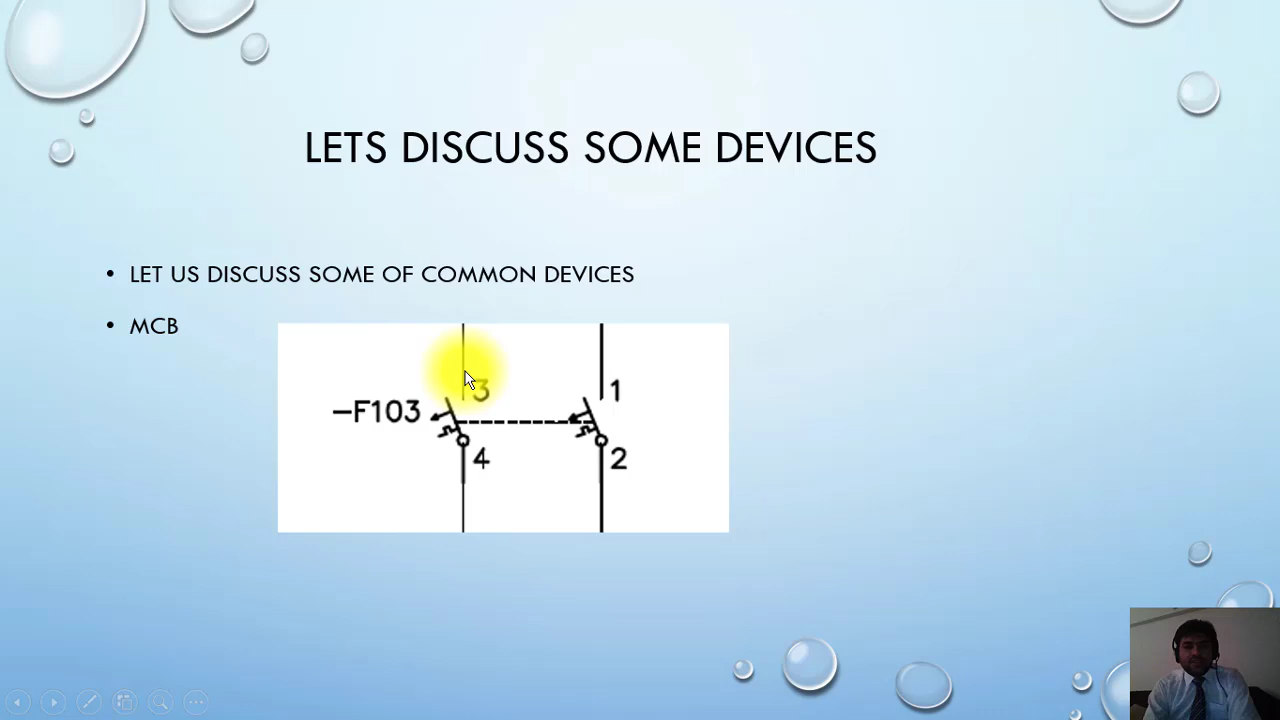 LETS DISCUSS SOME DEVICES
• LET US DISCUSS SOME OF COMMON DEVICES
• MCB
3 1
–F103
4 2